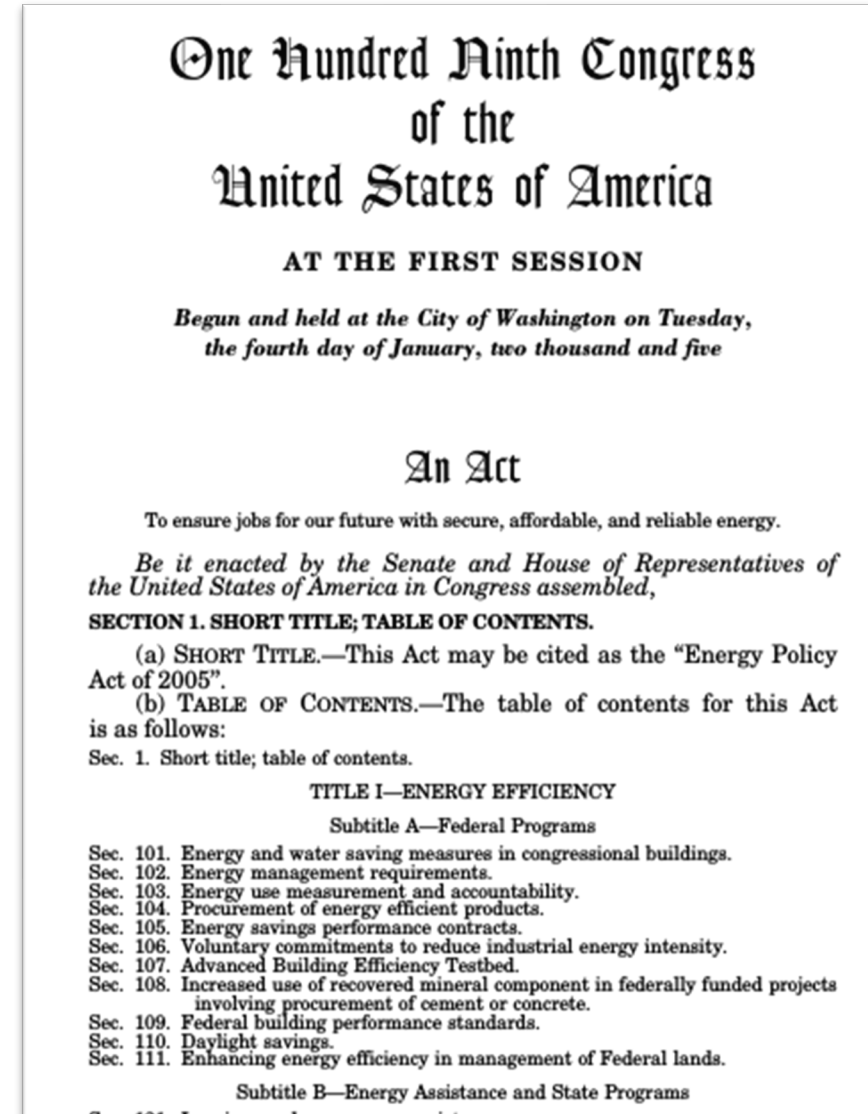 One Hundred Ninth Congress
of the
United States of America
AT THE FIRST SESSION
Begun and held at the City of Washington on Tuesday,
the fourth day of January, two thousand and five
An Act
To ensure jobs for our future with secure, affordable, and reliable energy.
Be it enacted by the Senate and House of Representatives of
the United States of America in Congress assembled,
SECTION 1. SHORT TITLE; TABLE OF CONTENTS.
(a) SHORT TITLE.—This Act may be cited as the “Energy Policy
Act of 2005”.
(b) TABLE OF CONTENTS.—The table of contents for this Act
is as follows:
Sec. 1. Short title; table of contents.
TITLE I—ENERGY EFFICIENCY
Subtitle A—Federal Programs
Sec. 101. Energy and water saving measures in congressional buildings.
Sec. 102. Energy management requirements.
Sec. 103. Energy use measurement and accountability.
Sec. 104. Procurement of energy efficient products.
Sec. 105. Energy savings performance contracts.
Sec. 106. Voluntary commitments to reduce industrial energy intensity.
Sec. 107. Advanced Building Efficiency Testbed.
Sec. 108. Increased use of recovered mineral component in federally funded projects
involving procurement of cement or concrete.
Sec. 109. Federal building performance standards.
Sec. 110. Daylight savings.
Sec. 111. Enhancing energy efficiency in management of Federal lands.
Subtitle B—Energy Assistance and State Programs